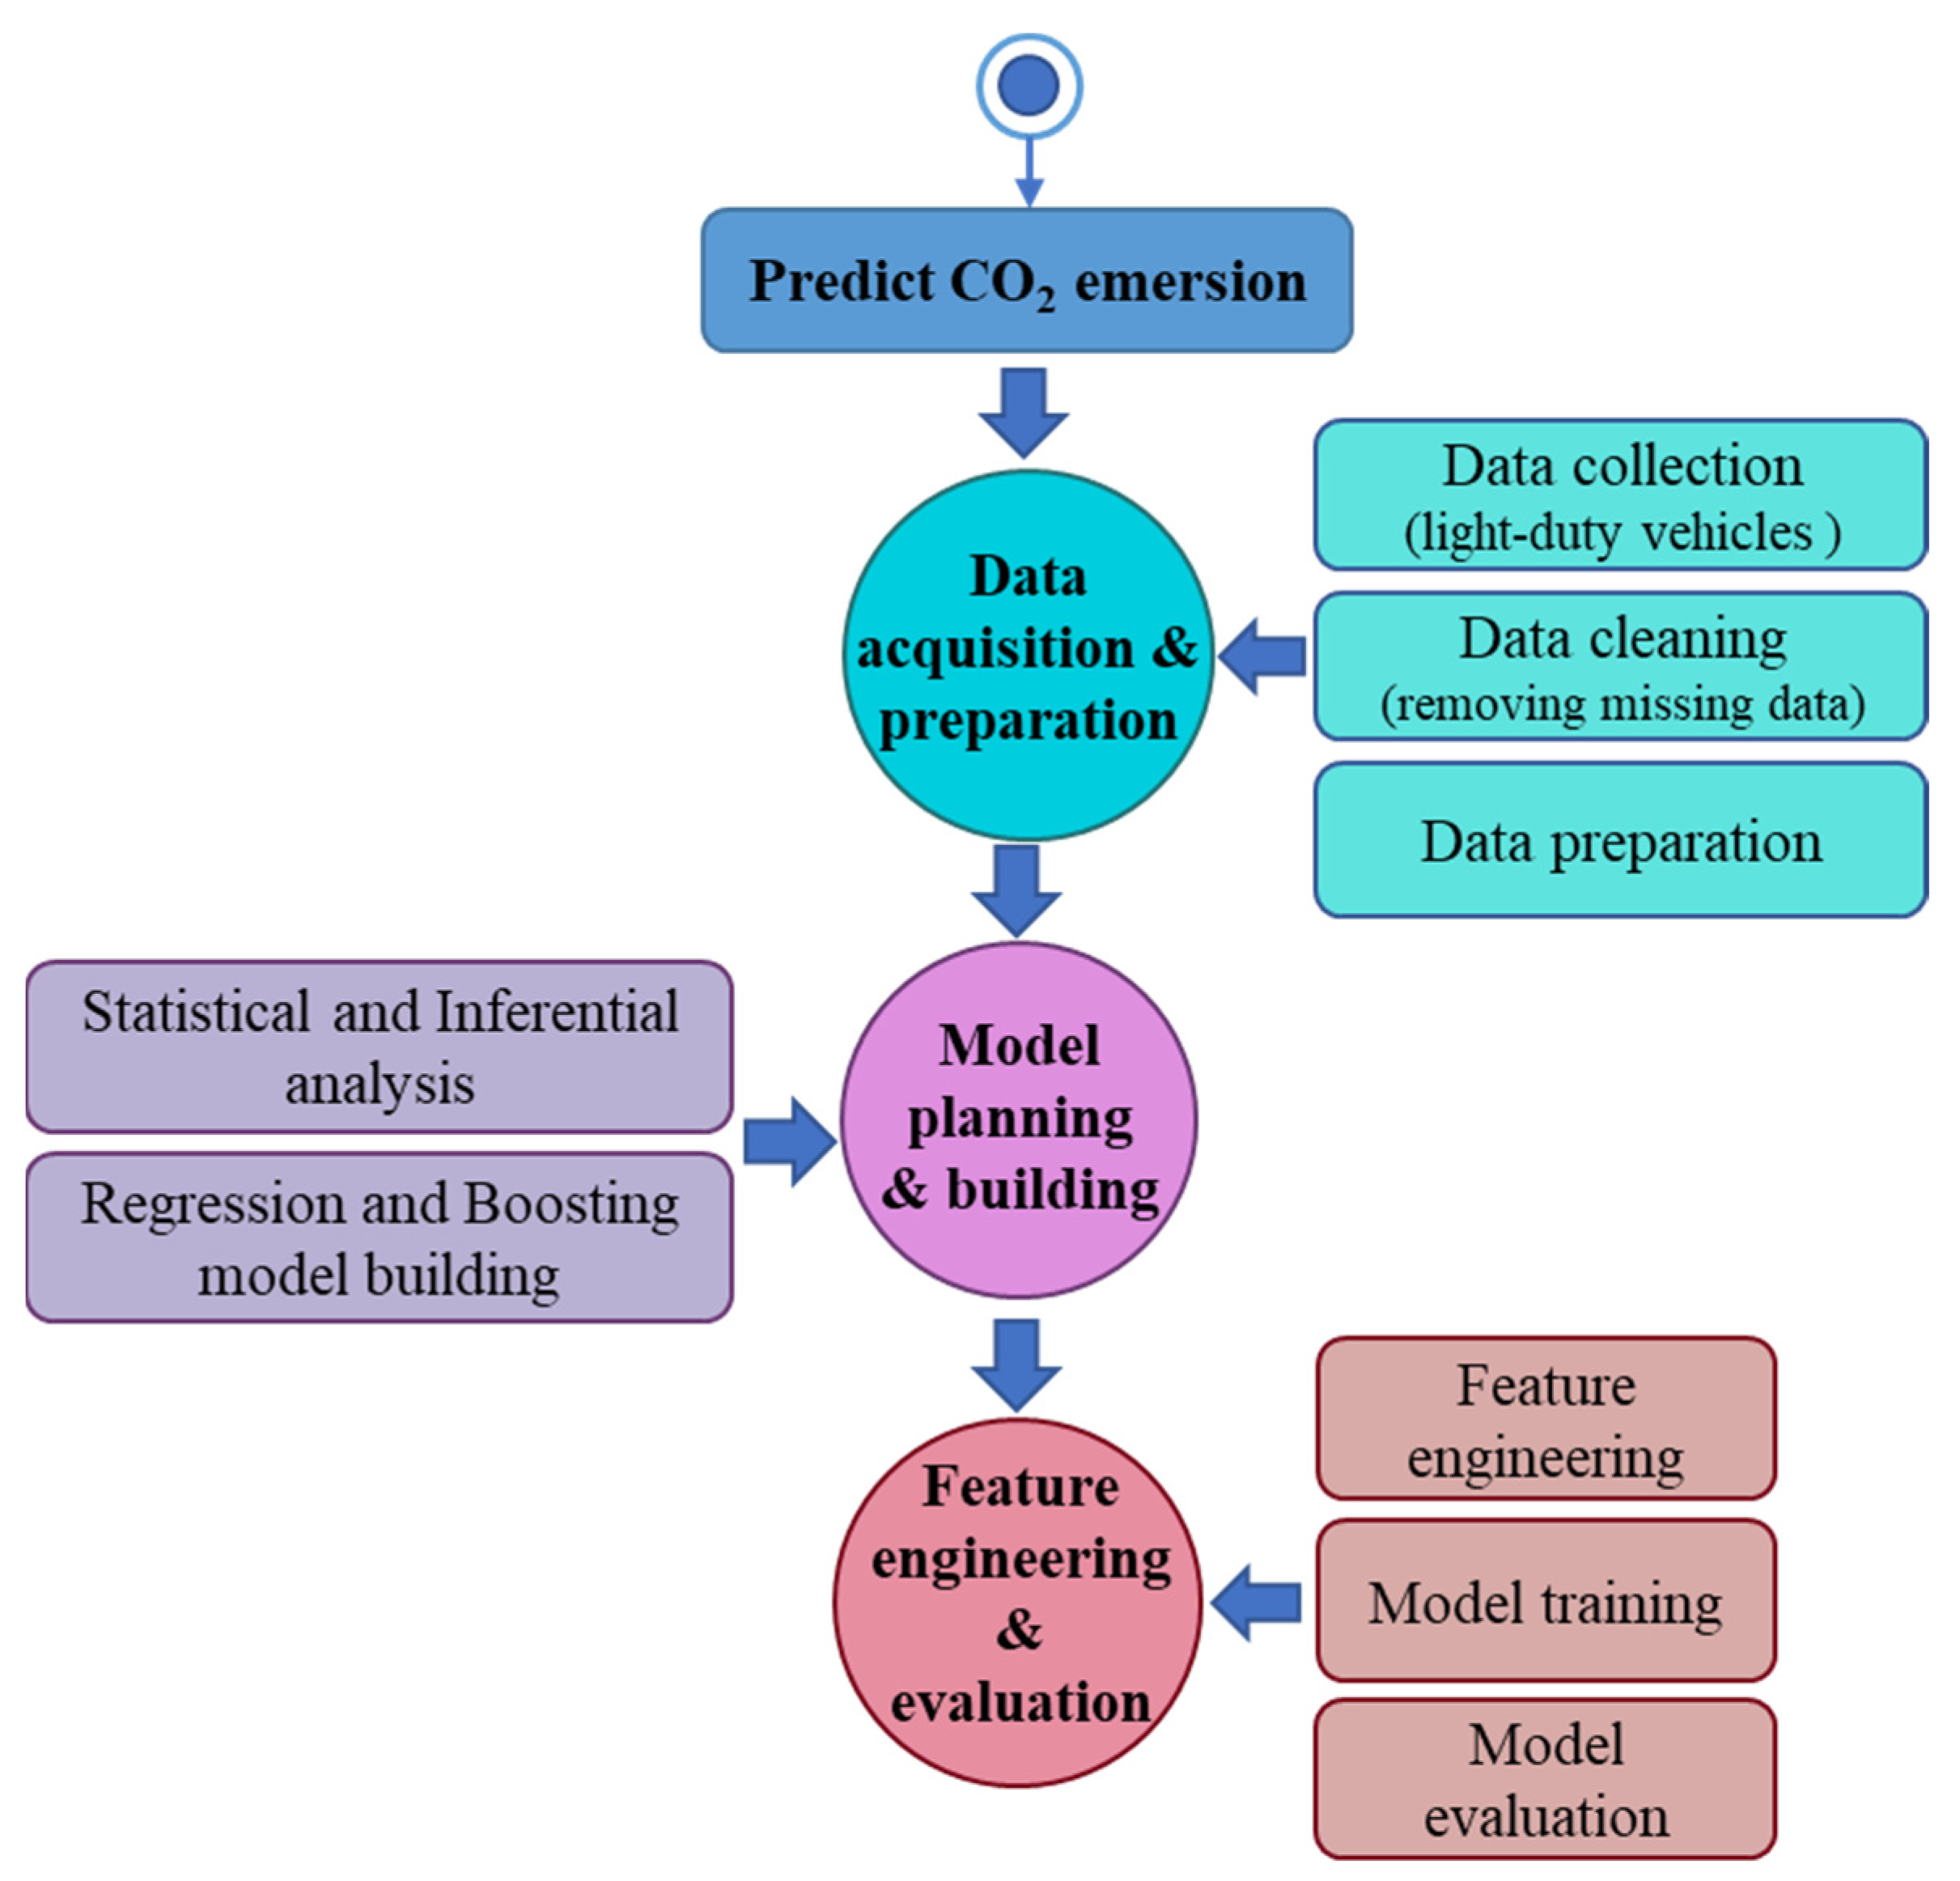 Predict CO₂ emersion
Data collection
(light-duty vehicles )
Data
acquisition &
preparation
Data cleaning
(removing missing data)
Data preparation
Statistical and Inferential
analysis
Regression and Boosting
model building
Model
planning
& building
Feature
engineering
Feature
engineering
&
evaluation
Model training
Model
evaluation